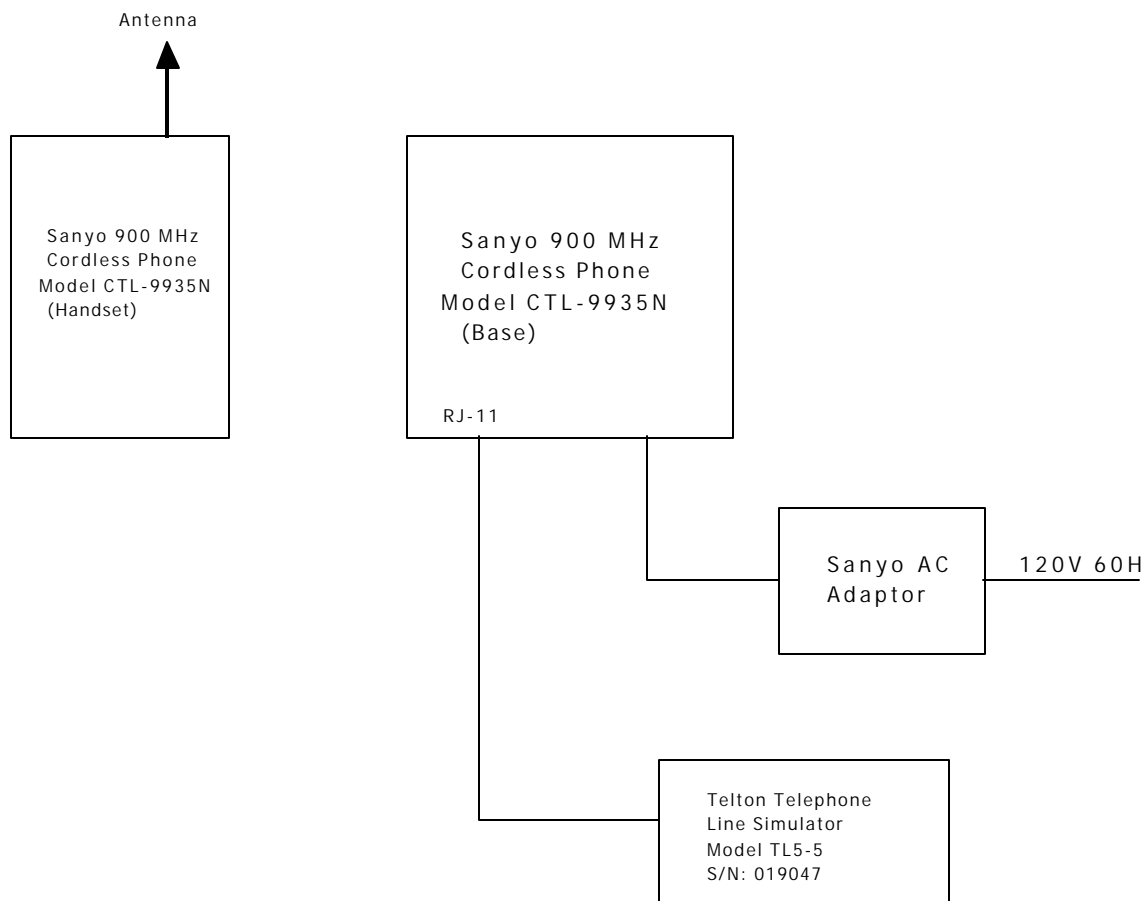 Antenna
Sanyo 900 MHz
Cordless Phone
Model CTL-9935N
(Handset)
Sanyo 900 MHz
Cordless Phone
Model CTL-9935N
(Base)
RJ-11
Sanyo AC
Adaptor
120V 60H
Telton Telephone
Line Simulator
Model TL5-5
S/N: 019047